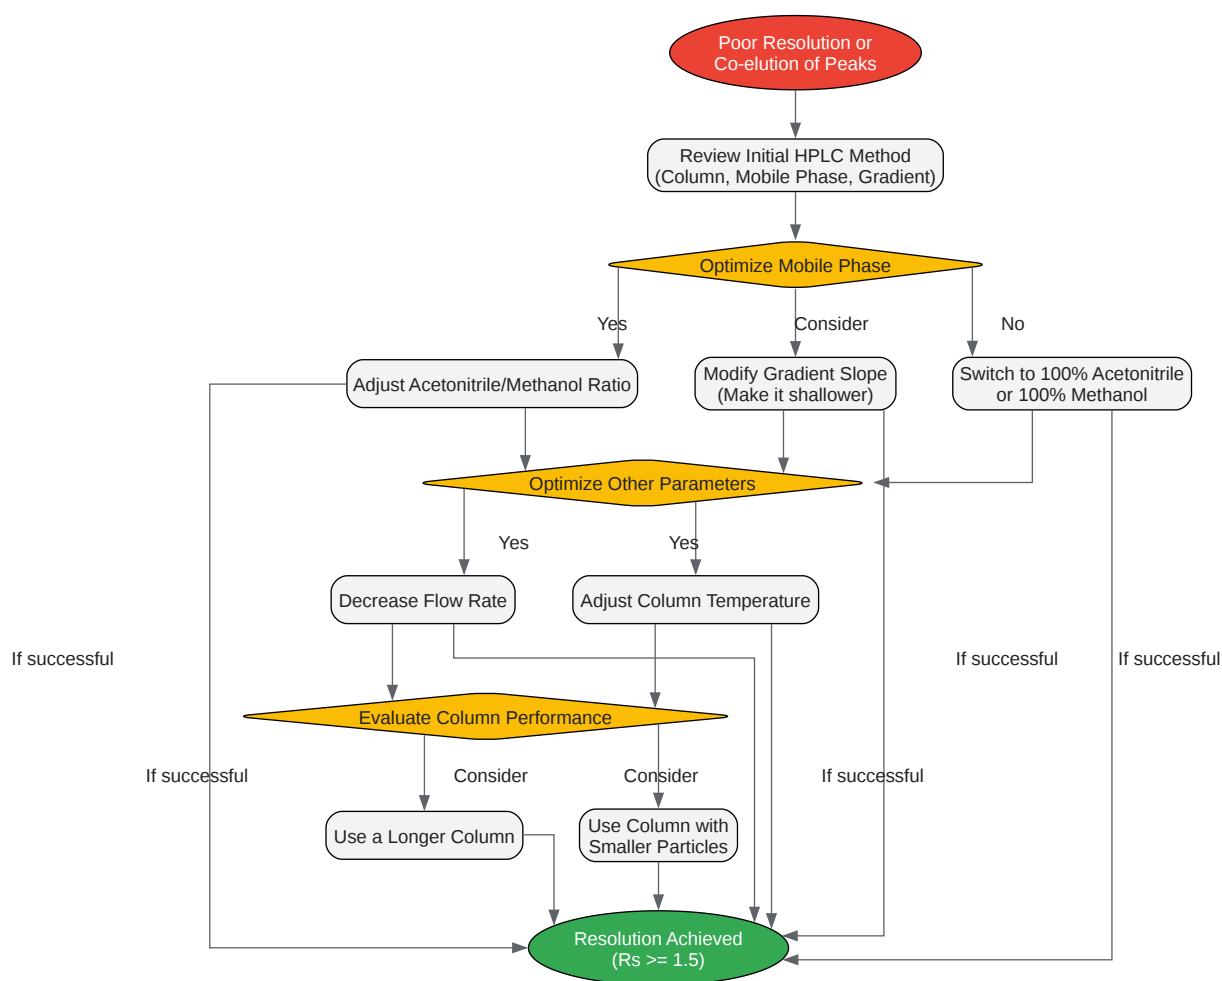 Poor Resolution or
Co-elution of Peaks
Review Initial HPLC Method
(Column, Mobile Phase, Gradient)
Optimize Mobile Phase
Yes
Consider
No
Adjust Acetonitrile/Methanol Ratio
Modify Gradient Slope
(Make it shallower)
Switch to 100% Acetonitrile
or 100% Methanol
Optimize Other Parameters
Yes
Yes
Decrease Flow Rate
Adjust Column Temperature
If successful
If successful
If successful
Evaluate Column Performance
If successful
Consider
Consider
If successful
Use a Longer Column
Use Column with
Smaller Particles
Resolution Achieved
(Rs >= 1.5)